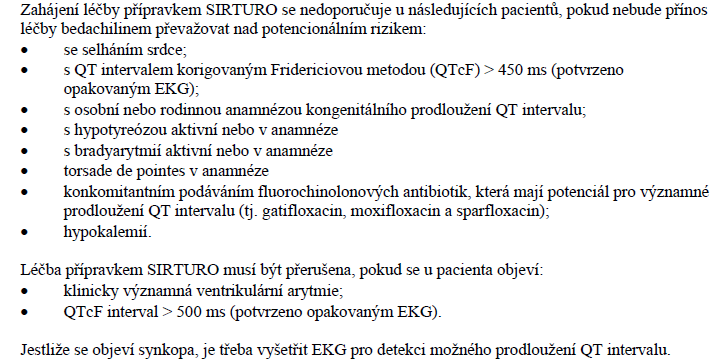 Zahájení léčby přípravkem SIRTURO se nedoporučuje u následujících pacientů, pokud nebude přínos
léčby bedachilinem převažovat nad potencionálním rizikem:
• se selháním srdce;
• s QT intervalem korigovaným Fridericiovou metodou (QTcF) > 450 ms (potvrzeno
opakovaným EKG);
• s osobní nebo rodinnou anamnézou kongenitálního prodloužení QT intervalu;
• s hypotyreózou aktivní nebo v anamnéze
• s bradyarytmií aktivní nebo v anamnéze
• torsade de pointes v anamnéze
• konkomitantním podáváním fluorochinolonových antibiotik, která mají potenciál pro významné
prodloužení QT intervalu (tj. gatifloxacin, moxifloxacin a sparfloxacin);
• hypokalemií.
Léčba přípravkem SIRTURO musí být přerušena, pokud se u pacienta objeví:
• klinicky významná ventrikulární arytmie;
• QTcF interval > 500 ms (potvrzeno opakovaným EKG).
Jestliže se objeví synkopa, je třeba vyšetřit EKG pro detekci možného prodloužení QT intervalu.